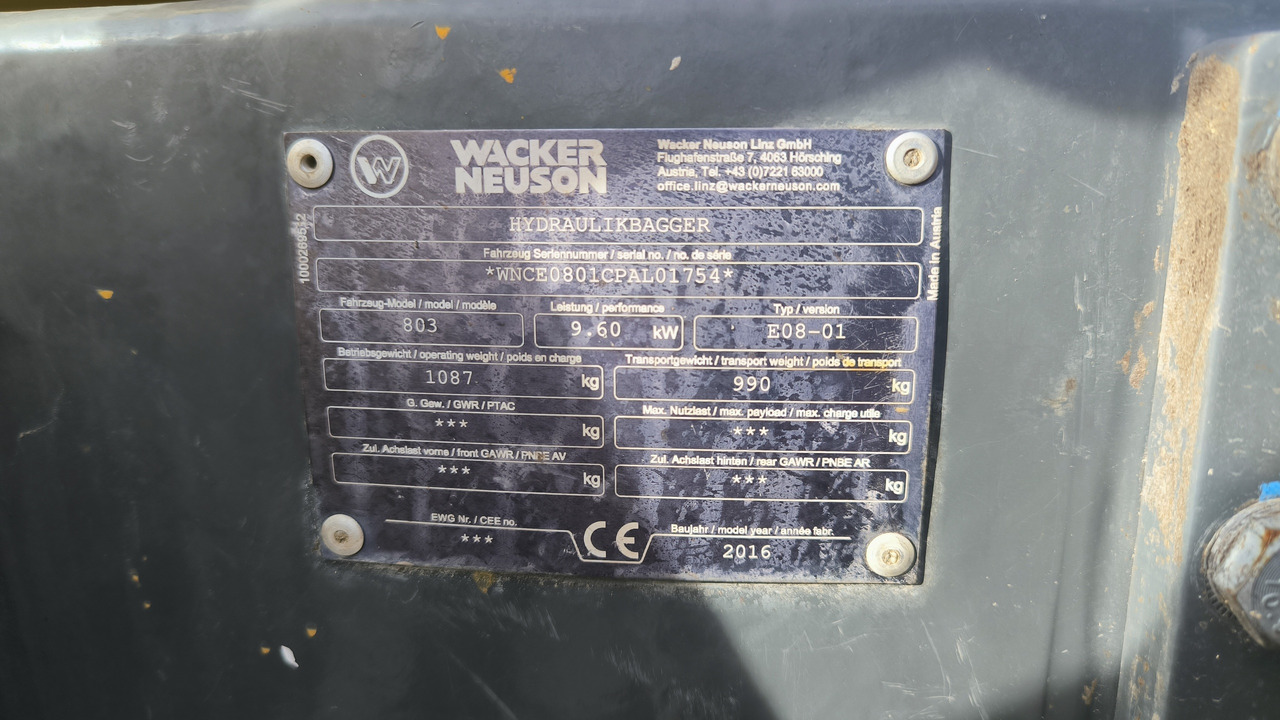 WACKER
NEUSON
Wacker Neuson Linz GmbH
Flughafenstraße 7, 4063 Hörsching
Austria, Tel. +43 (0)7221 63000
office.linz@wackerneuson.com
HYDRAULIKBAGGER
Fahrzeug Seriennummer / serial no. / no. de série
*WNCE0801CPAL01754*
Fahrzeug-Model / model / modèle
803
Leistung / performance
9.60 kW
Typ / version
E08-01
Betriebsgewicht / operating weight / poids en charge
1087 kg
Transportgewicht / transport weight / poids de transport
990 kg
G. Gew. / GWR / PTAC
*** kg
Max. Nutzlast / max. payload / max. charge utile
*** kg
Zul. Achslast vorne / front GAWR / PNBE AV
*** kg
Zul. Achslast hinten / rear GAWR / PNBE AR
*** kg
EWG Nr. / CEE no.
***
CE
Baujahr / model year / année fabr.
2016
Made in Austria